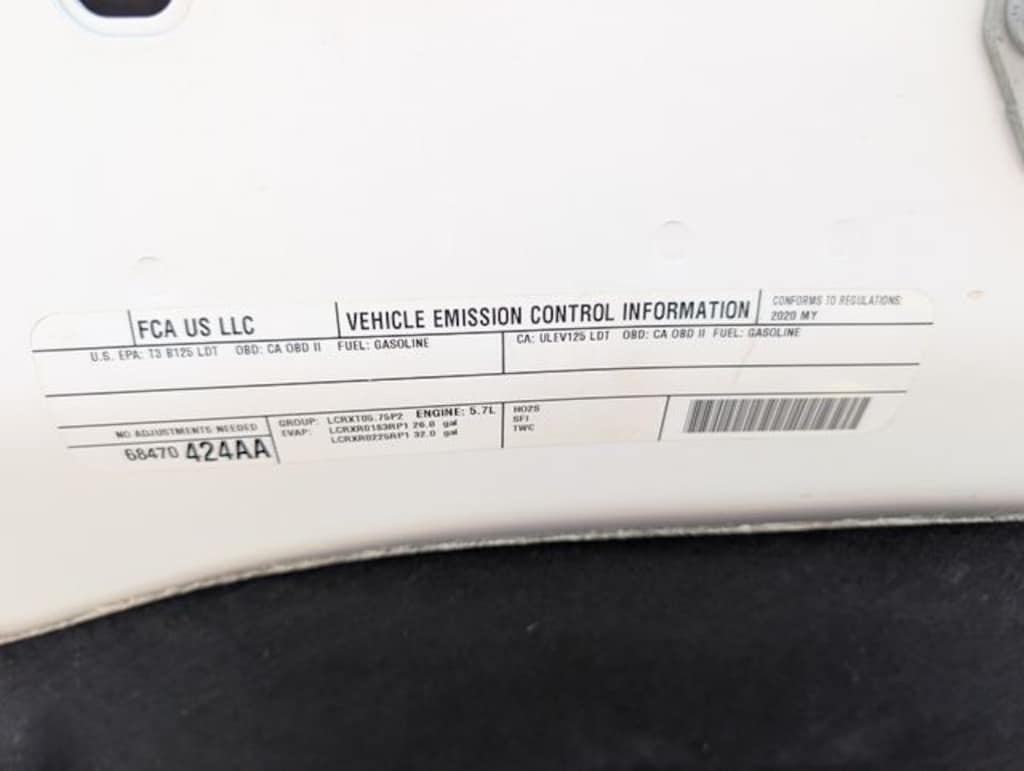 FCA US LLC
VEHICLE EMISSION CONTROL INFORMATION
CONFORMS TO REGULATIONS:
2020 MY
U.S. EPA: T3 B125 LDT OBD: CA OBD II FUEL: GASOLINE
CA: ULEV125 LDT OBD: CA OBD II FUEL: GASOLINE
NO ADJUSTMENTS NEEDED
68470 424AA
GROUP: LCRXT05.75P2 ENGINE: 5.7L
EVAP: LCRXR0183RP1 26.0 gal
LCRXR0225RP1 32.0 gal
HO2S
SFI
TWC